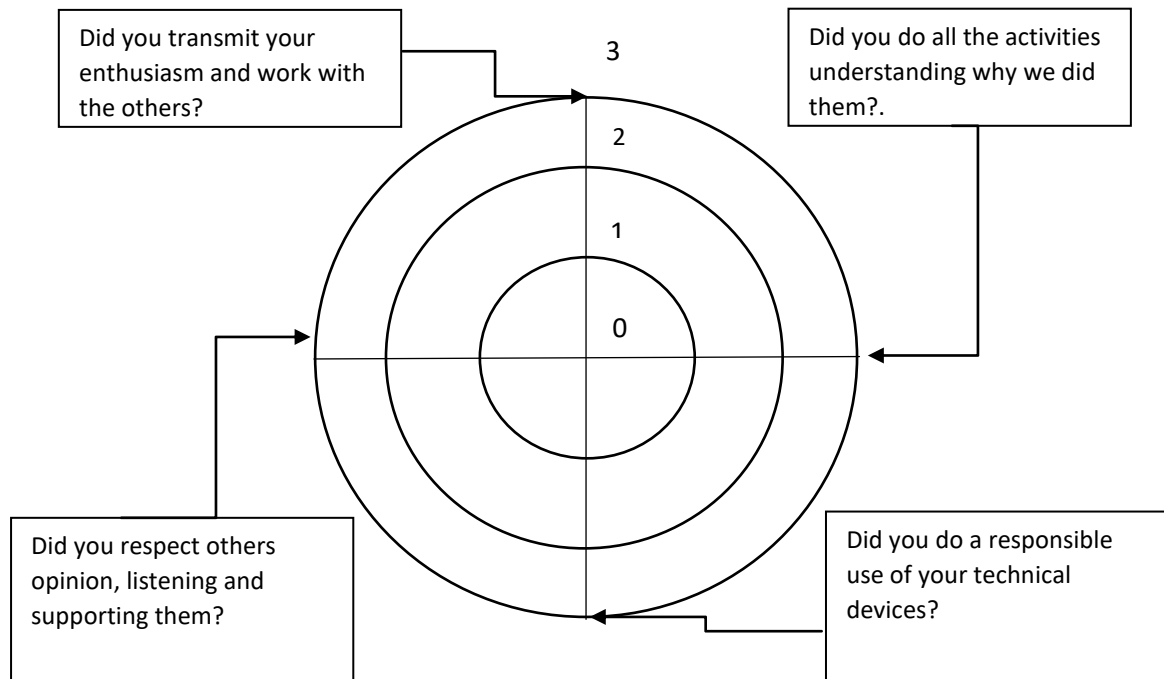 Did you transmit your
enthusiasm and work with
the others?
3
Did you do all the activities
understanding why we did
them?.
2
1
0
Did you respect others
opinion, listening and
supporting them?
Did you do a responsible
use of your technical
devices?